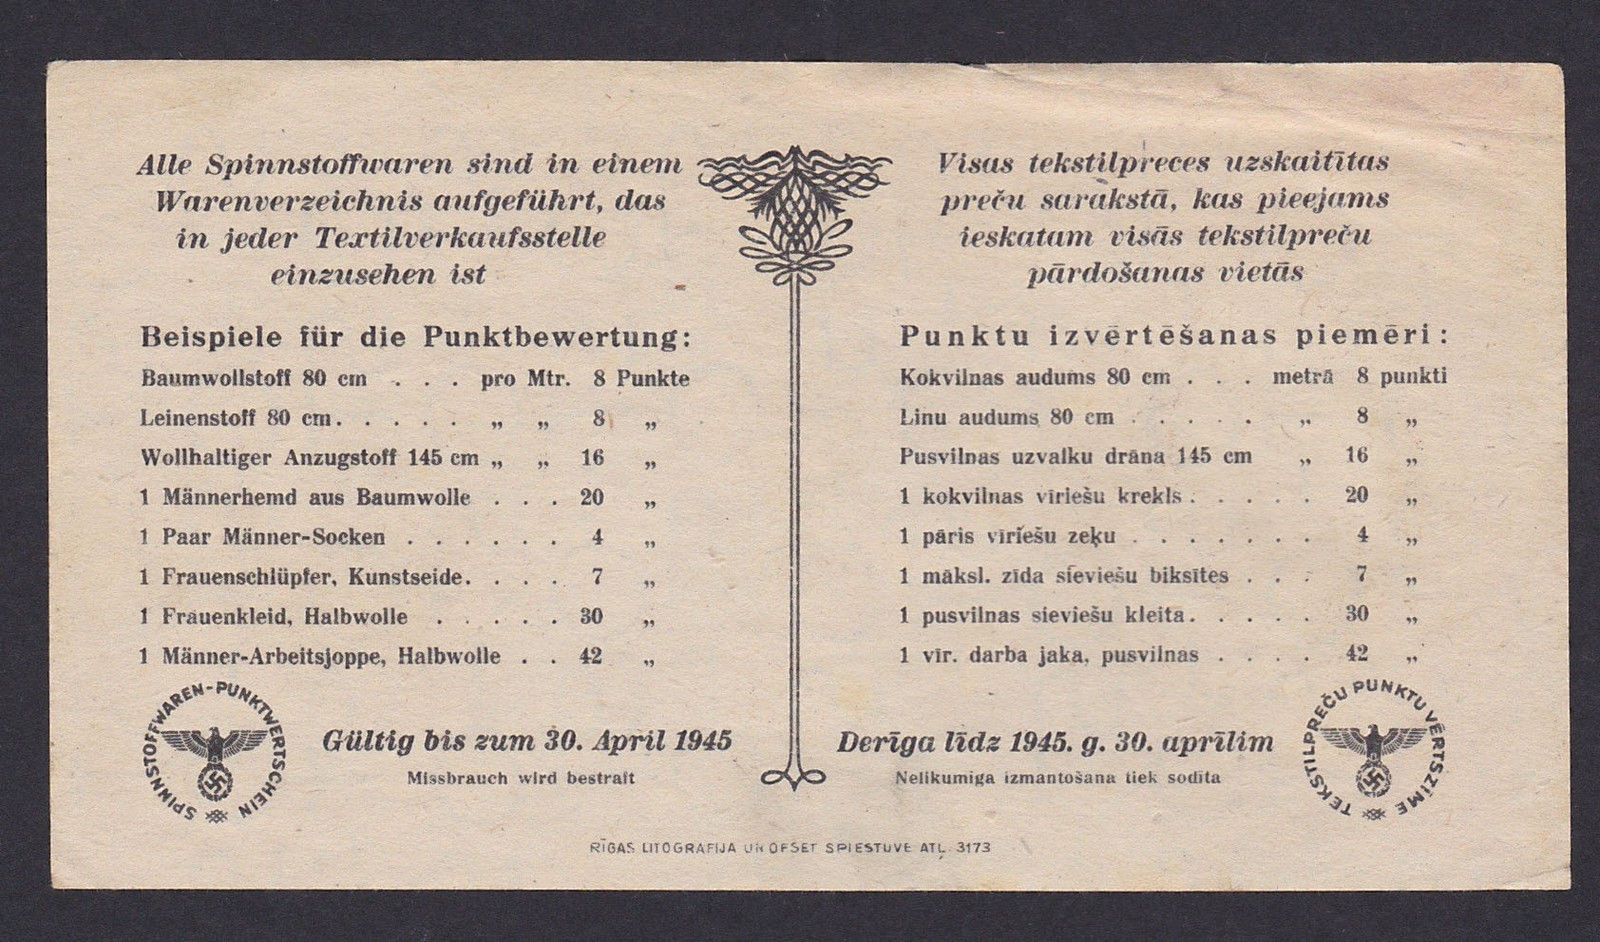 Alle Spinnstoffwaren sind in einem
Warenverzeichnis aufgeführt, das
in jeder Textilverkaufsstelle
einzusehen ist
Beispiele für die Punktbewertung:
Baumwollstoff 80 cm . . . pro Mtr. 8 Punkte
Leinenstoff 80 cm. . . . . . „ „ 8 „
Wollhaltiger Anzugstoff 145 cm „ „ 16 „
1 Männerhemd aus Baumwolle . . . 20 „
1 Paar Männer-Socken . . . . . . 4 „
1 Frauenschlüpfer, Kunstseide. . . . 7 „
1 Frauenkleid, Halbwolle . . . . . 30 „
1 Männer-Arbeitsjoppe, Halbwolle . . 42 „
SPINNSTOFFWAREN-PUNKTWERTSCHEIN
Gültig bis zum 30. April 1945
Missbrauch wird bestraft
Visas tekstilpreces uzskaitītas
preču sarakstā, kas pieejams
ieskatam visās tekstilpreču
pārdošanas vietās
Punktu izvērtēšanas piemēri:
Kokvilnas audums 80 cm . . . metrā 8 punkti
Linu audums 80 cm . . . . . „ 8 „
Pusvilnas uzvalku drāna 145 cm „ 16 „
1 kokvilnas vīriešu krekls . . . . . 20 „
1 pāris vīriešu zeķu . . . . . . . 4 „
1 māksl. zīda sieviešu biksītes . . . 7 „
1 pusvilnas sieviešu kleita. . . . . 30 „
1 vīr. darba jaka, pusvilnas . . . . 42 „
Derīga līdz 1945. g. 30. aprīlim
Nelikumīga izmantošana tiek sodīta
TEKSTILPREČU PUNKTU VĒRTSZĪME
RĪGAS LITOGRAFIJA UN OFSET SPIESTUVE ATĻ. 3173